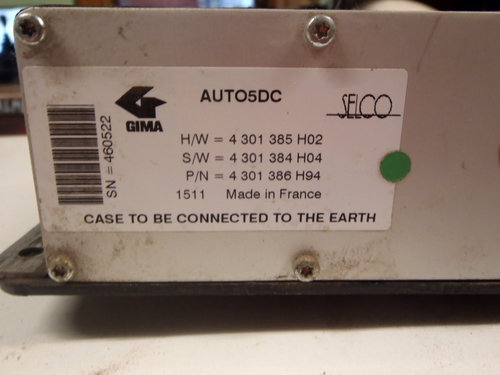 AUTO5DC
SELCO
GIMA
H/W = 4 301 385 H02
S/W = 4 301 384 H04
P/N = 4 301 386 H94
1511 Made in France
SN = 460522
CASE TO BE CONNECTED TO THE EARTH